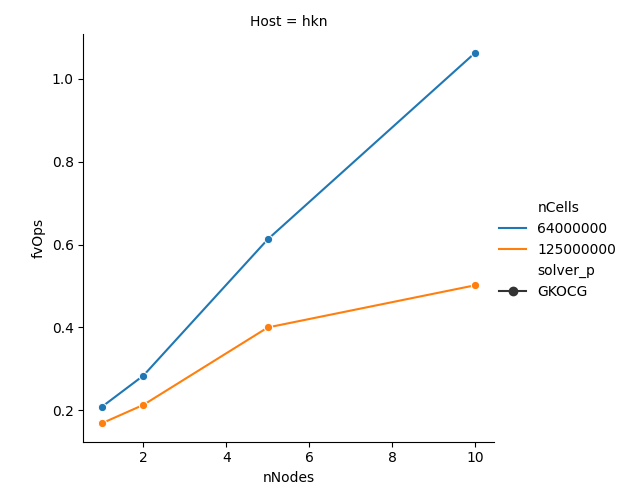 Host = hkn
fvOps
1.0
0.8
0.6
0.4
0.2
2
4
6
8
10
nNodes
nCells
64000000
125000000
solver_p
GKOCG